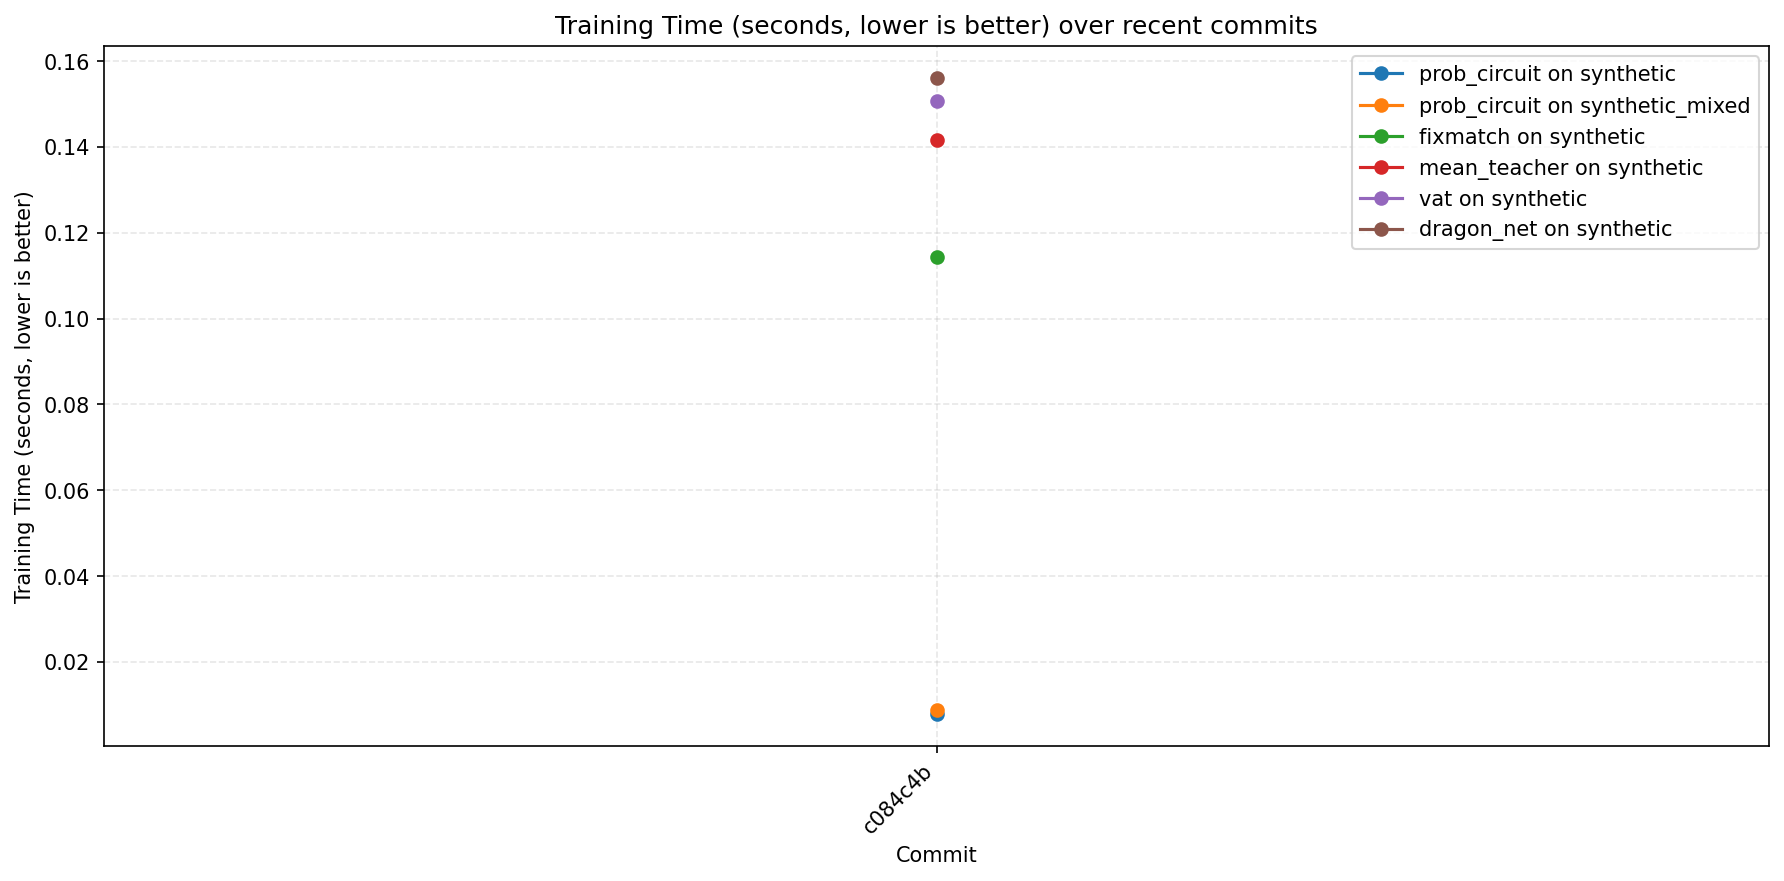 Training Time (seconds, lower is better) over recent commits
Training Time (seconds, lower is better)
0.16
0.14
0.12
0.10
0.08
0.06
0.04
0.02
prob_circuit on synthetic
prob_circuit on synthetic_mixed
fixmatch on synthetic
mean_teacher on synthetic
vat on synthetic
dragon_net on synthetic
c084c4b
Commit